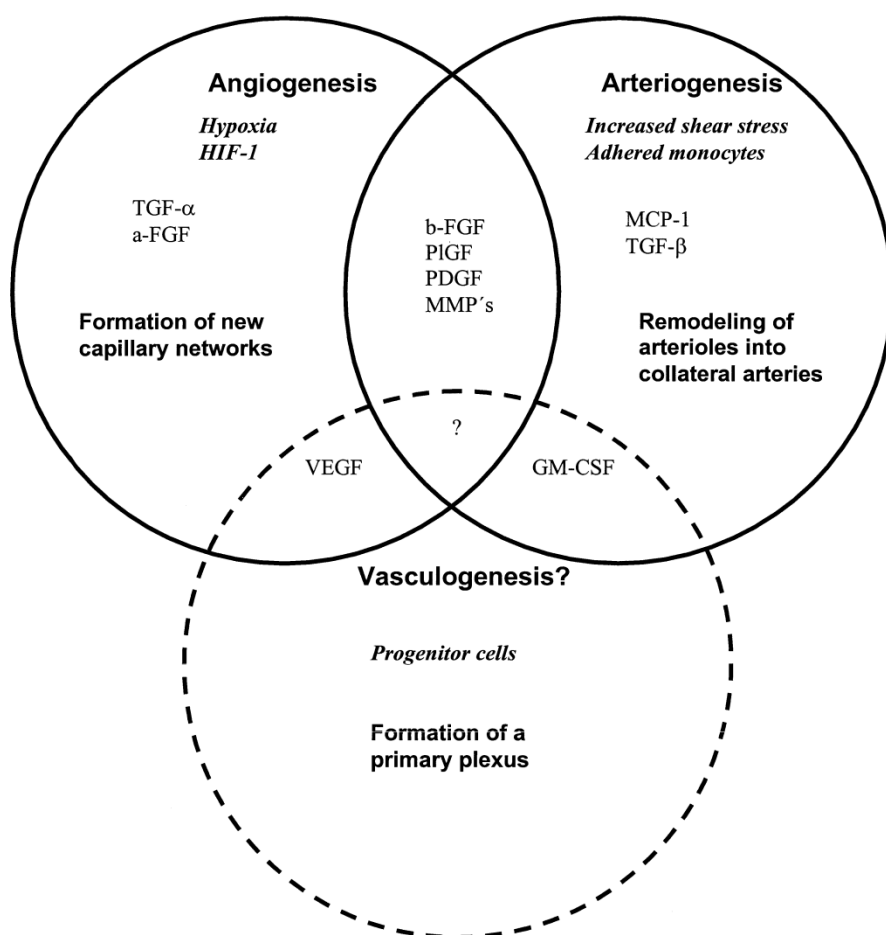 Angiogenesis
Hypoxia
HIF-1
TGF-α
a-FGF
Formation of new
capillary networks
Arteriogenesis
Increased shear stress
Adhered monocytes
MCP-1
TGF-β
Remodeling of
arterioles into
collateral arteries
b-FGF
PlGF
PDGF
MMP´s
?
VEGF
GM-CSF
Vasculogenesis?
Progenitor cells
Formation of a
primary plexus